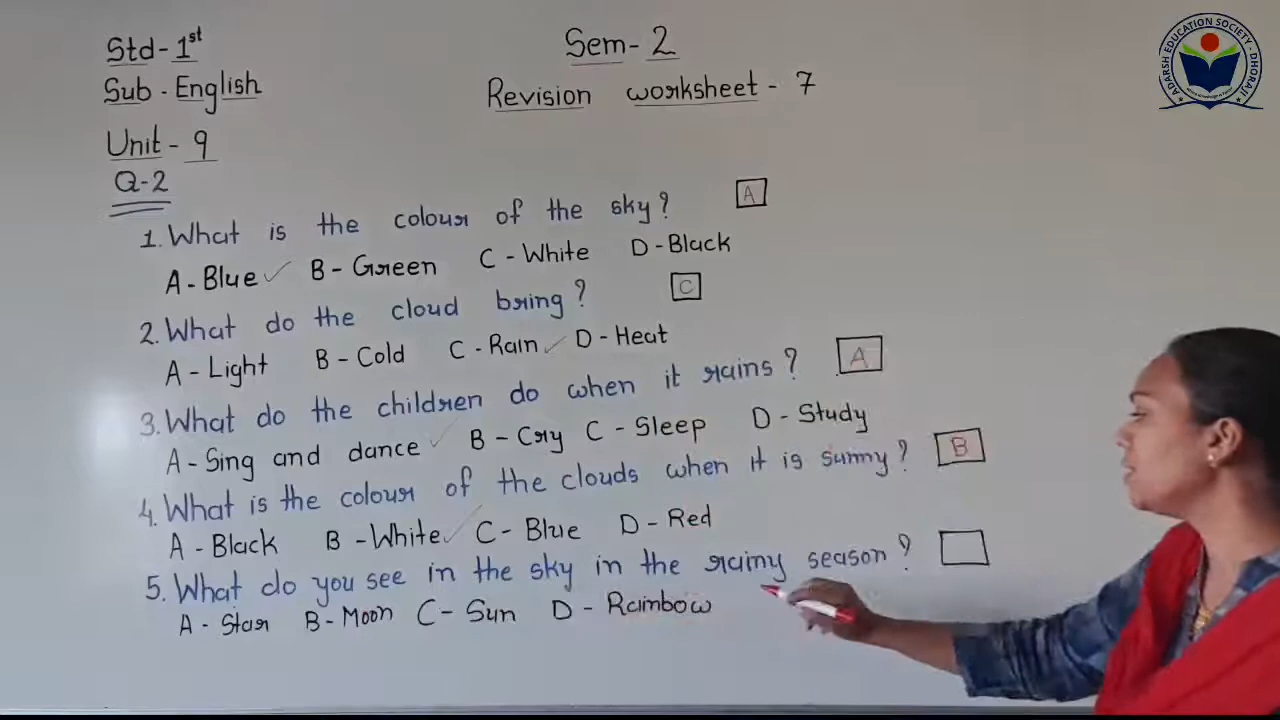 Std-1st
Sub - English
Unit - 9
Sem- 2
Revision worksheet - 7
ADARSH EDUCATION SOCIETY - DHORAJI
Q-2
1. What is the colour of the sky? A
A - Blue ✓ B - Green C - White D - Black
2. What do the cloud bring? C
A - Light B - Cold C - Rain ✓ D - Heat
3. What do the children do when it rains? A
A - Sing and dance ✓ B - Cry C - Sleep D - Study
4. What is the colour of the clouds when it is sunny? B
A - Black B - White ✓ C - Blue D - Red
5. What do you see in the sky in the rainy season?
A - Star B - Moon C - Sun D - Rainbow